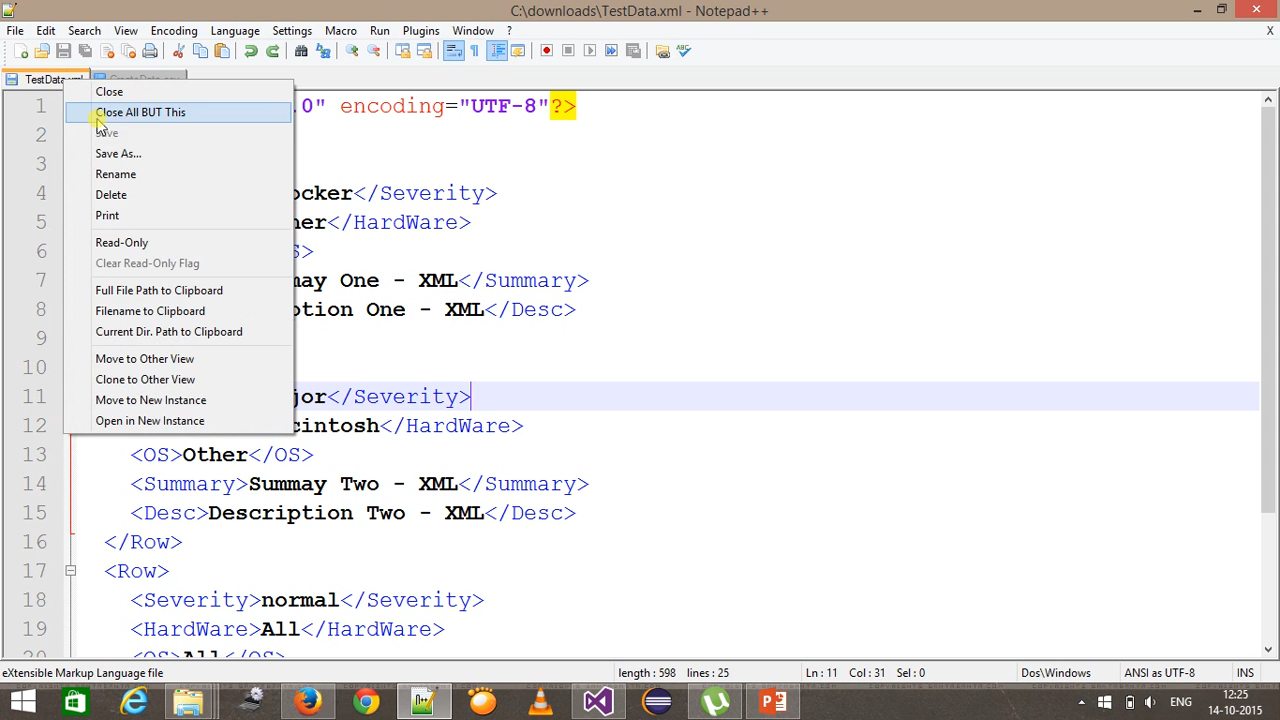 C:\downloads\TestData.xml - Notepad++
File Edit Search View Encoding Language Settings Macro Run Plugins Window ? X
TestData.xml
Close
Close All BUT This
Save
Save As...
Rename
Delete
Print
Read-Only
Clear Read-Only Flag
Full File Path to Clipboard
Filename to Clipboard
Current Dir. Path to Clipboard
Move to Other View
Clone to Other View
Move to New Instance
Open in New Instance
1 .0" encoding="UTF-8"?>
2
3
4 ocker</Severity>
5 her</HardWare>
6 S>
7 may One - XML</Summary>
8 ption One - XML</Desc>
9
10
11 jor</Severity>
12 cintosh</HardWare>
13 <OS>Other</OS>
14 <Summary>Summay Two - XML</Summary>
15 <Desc>Description Two - XML</Desc>
16 </Row>
17 <Row>
18 <Severity>normal</Severity>
19 <HardWare>All</HardWare>
20 <OS>All</OS>
eXtensible Markup Language file length : 598 lines : 25 Ln : 11 Col : 31 Sel : 0 Dos\Windows ANSI as UTF-8 INS
ENG 12:25
14-10-2015